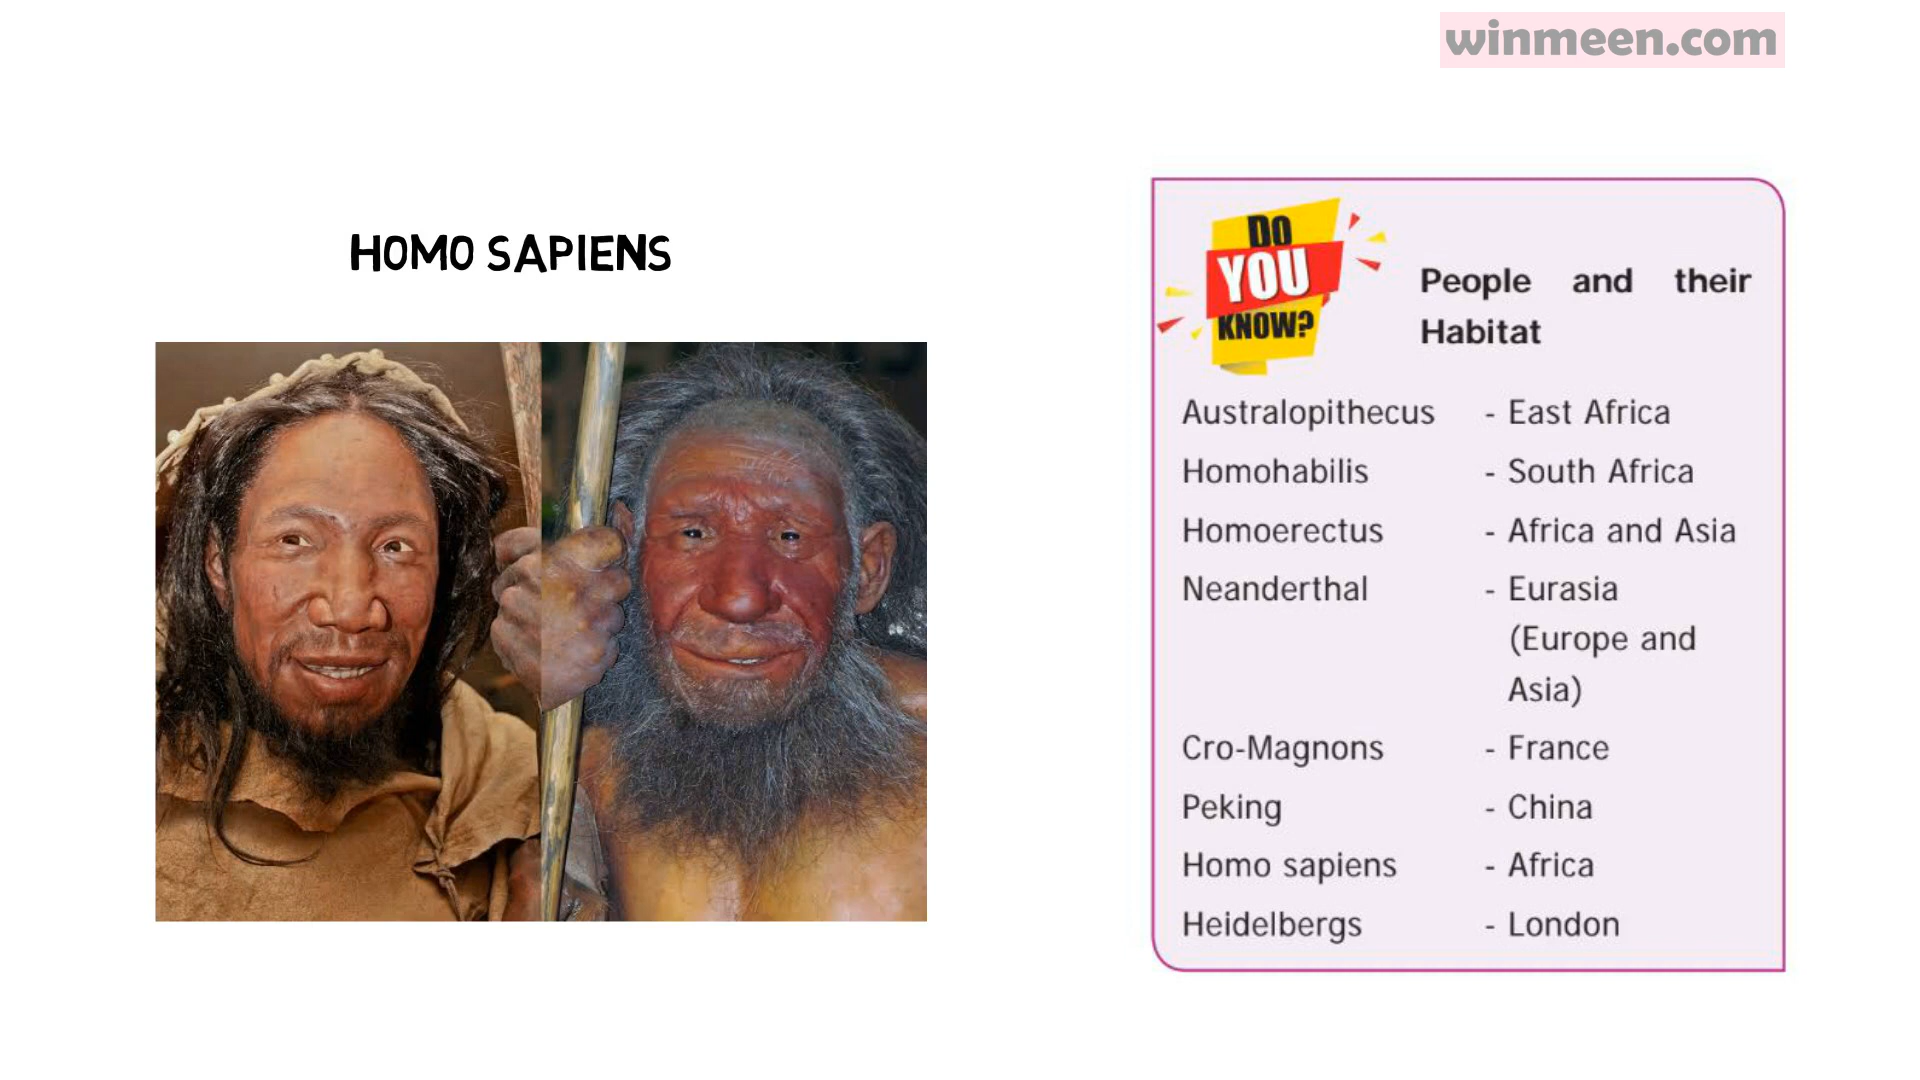 winmeen.com
HOMO SAPIENS
DO
YOU
KNOW?
People and their
Habitat
Australopithecus - East Africa
Homohabilis - South Africa
Homoerectus - Africa and Asia
Neanderthal - Eurasia
(Europe and
Asia)
Cro-Magnons - France
Peking - China
Homo sapiens - Africa
Heidelbergs - London